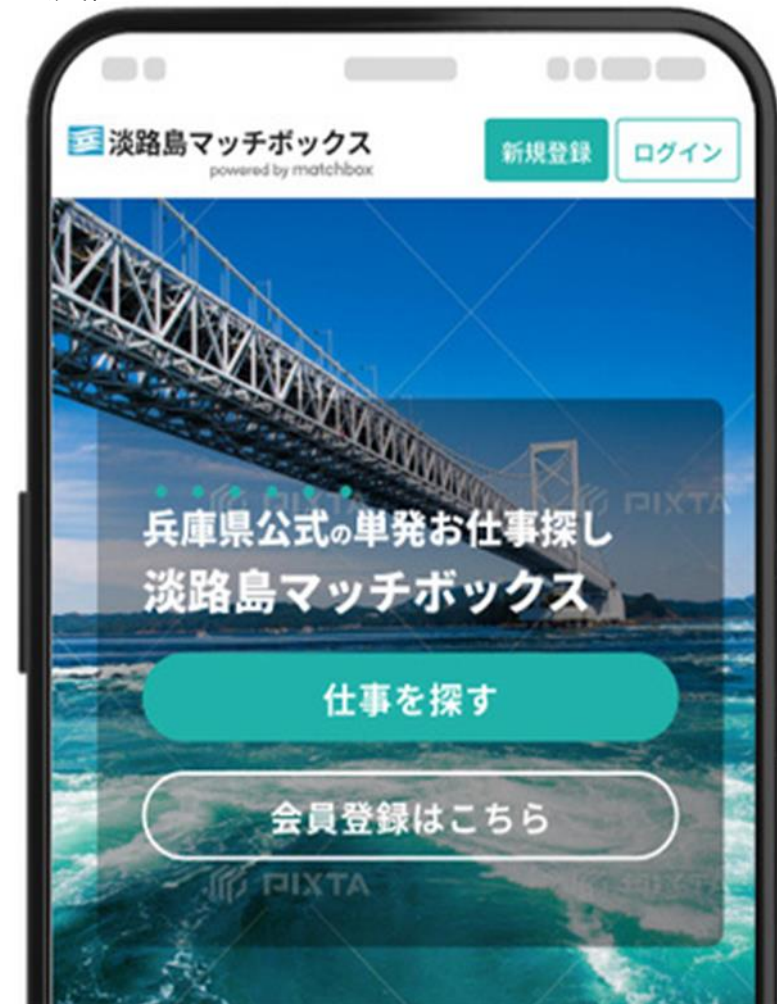 淡路島マッチボックス
powered by matchbox
新規登録
ログイン
兵庫県公式の単発お仕事探し
淡路島マッチボックス
仕事を探す
会員登録はこちら
PIXTA
PIXTA